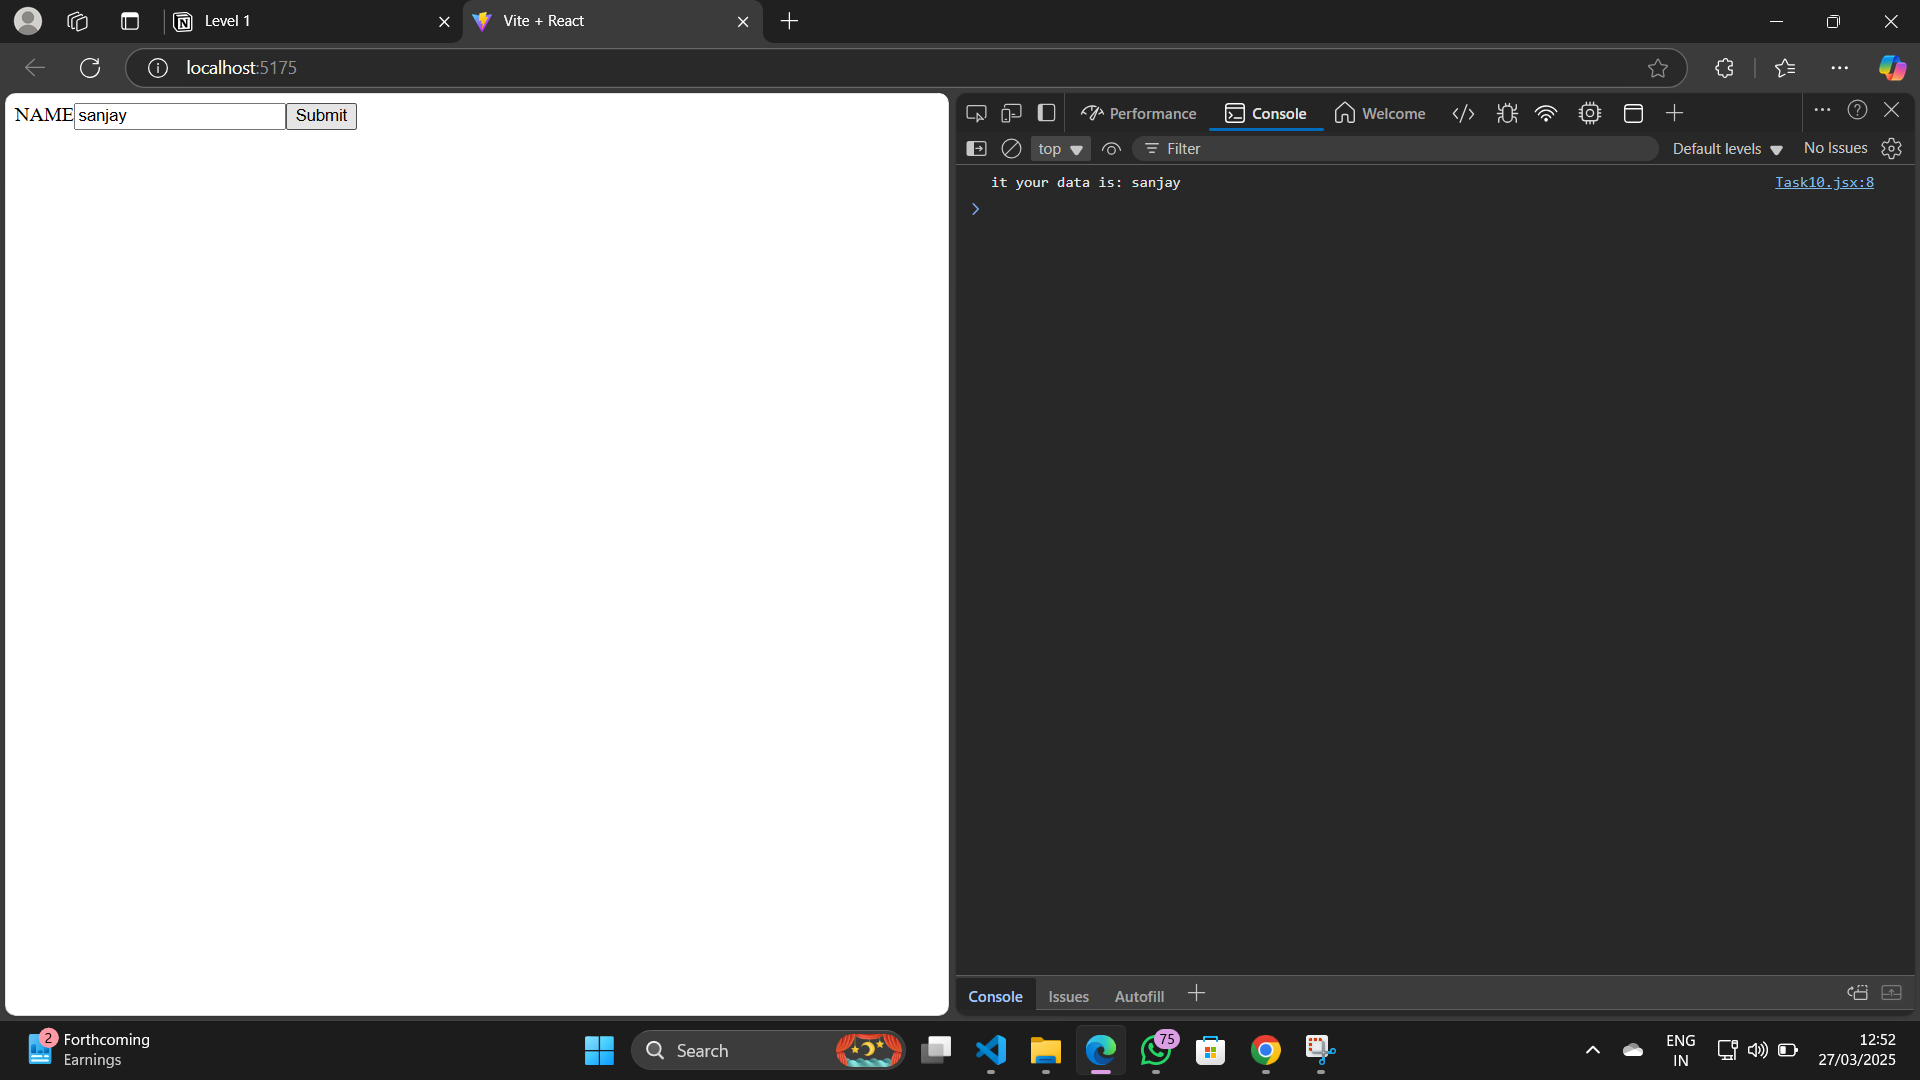 Level 1
Vite + React
localhost:5175
NAME sanjay Submit
Performance Console Welcome
top Filter Default levels No Issues
it your data is: sanjay Task10.jsx:8
Console Issues Autofill
2 Forthcoming
Earnings
Search
75
ENG
IN
12:52
27/03/2025